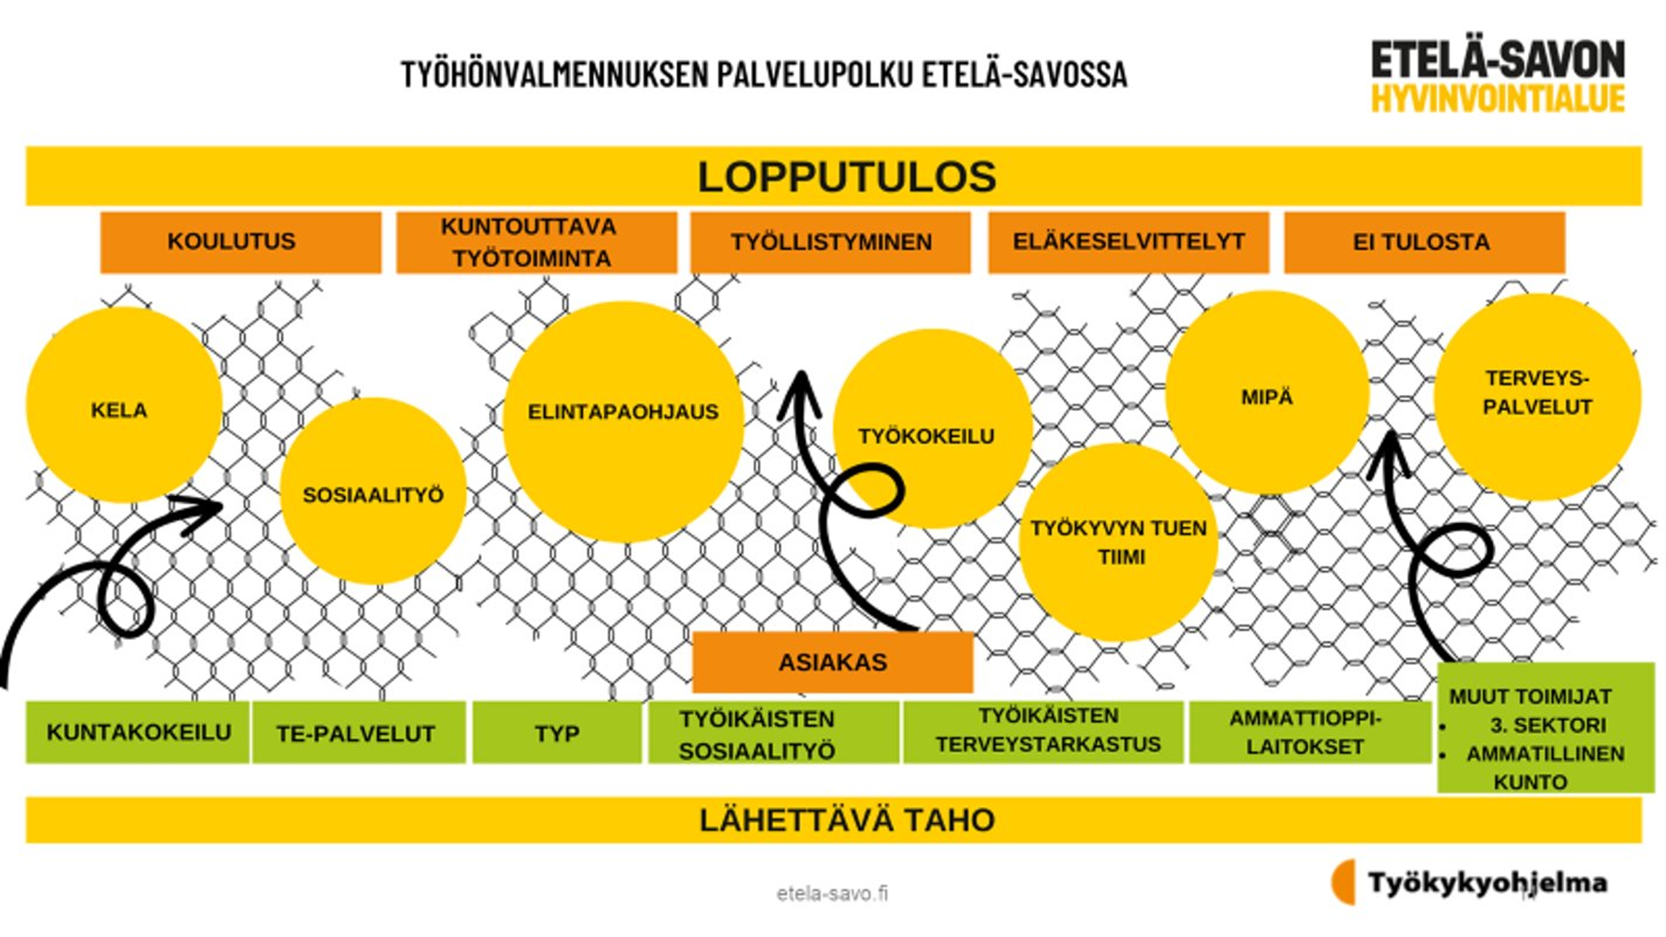 TYÖHÖNVALMENNUKSEN PALVELUPOLKU ETELÄ-SAVOSSA
ETELÄ-SAVON
HYVINVOINTIALUE
LOPPUTULOS
KOULUTUS
KUNTOUTTAVA
TYÖTOIMINTA
TYÖLLISTYMINEN
ELÄKESELVITTELYT
EI TULOSTA
KELA
SOSIAALITYÖ
ELINTAPAOHJAUS
TYÖKOKEILU
TYÖKYVYN TUEN
TIIMI
MIPÄ
TERVEYS-
PALVELUT
ASIAKAS
KUNTAKOKEILU
TE-PALVELUT
TYP
TYÖIKÄISTEN
SOSIAALITYÖ
TYÖIKÄISTEN
TERVEYSTARKASTUS
AMMATTIOPPI-
LAITOKSET
MUUT TOIMIJAT
• 3. SEKTORI
• AMMATILLINEN
KUNTO
LÄHETTÄVÄ TAHO
etela-savo.fi
Työkykyohjelma